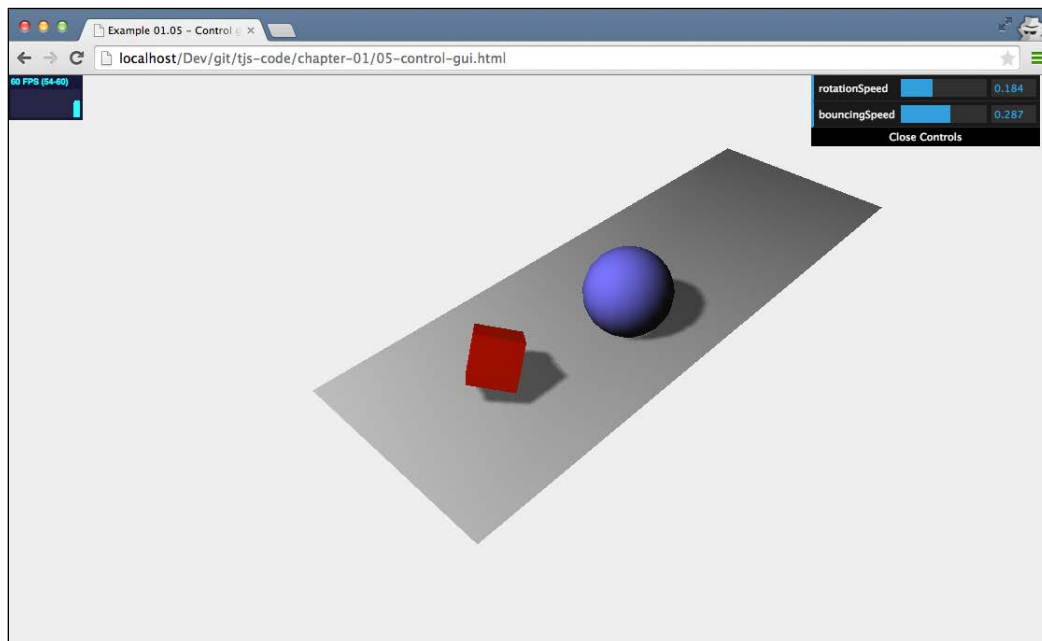 Example 01.05 – Control g
localhost/Dev/git/tjs-code/chapter-01/05-control-gui.html
60 FPS (54-60)
rotationSpeed 0.184
bouncingSpeed 0.287
Close Controls